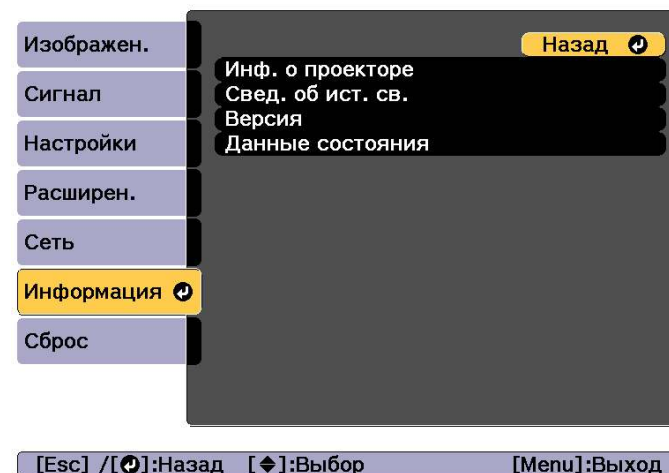 Изображен.
Сигнал
Настройки
Расширен.
Сеть
Информация
Сброс
Назад
Инф. о проекторе
Свед. об ист. св.
Версия
Данные состояния
[Esc] /[⏎]:Назад [♦]:Выбор [Menu]:Выход